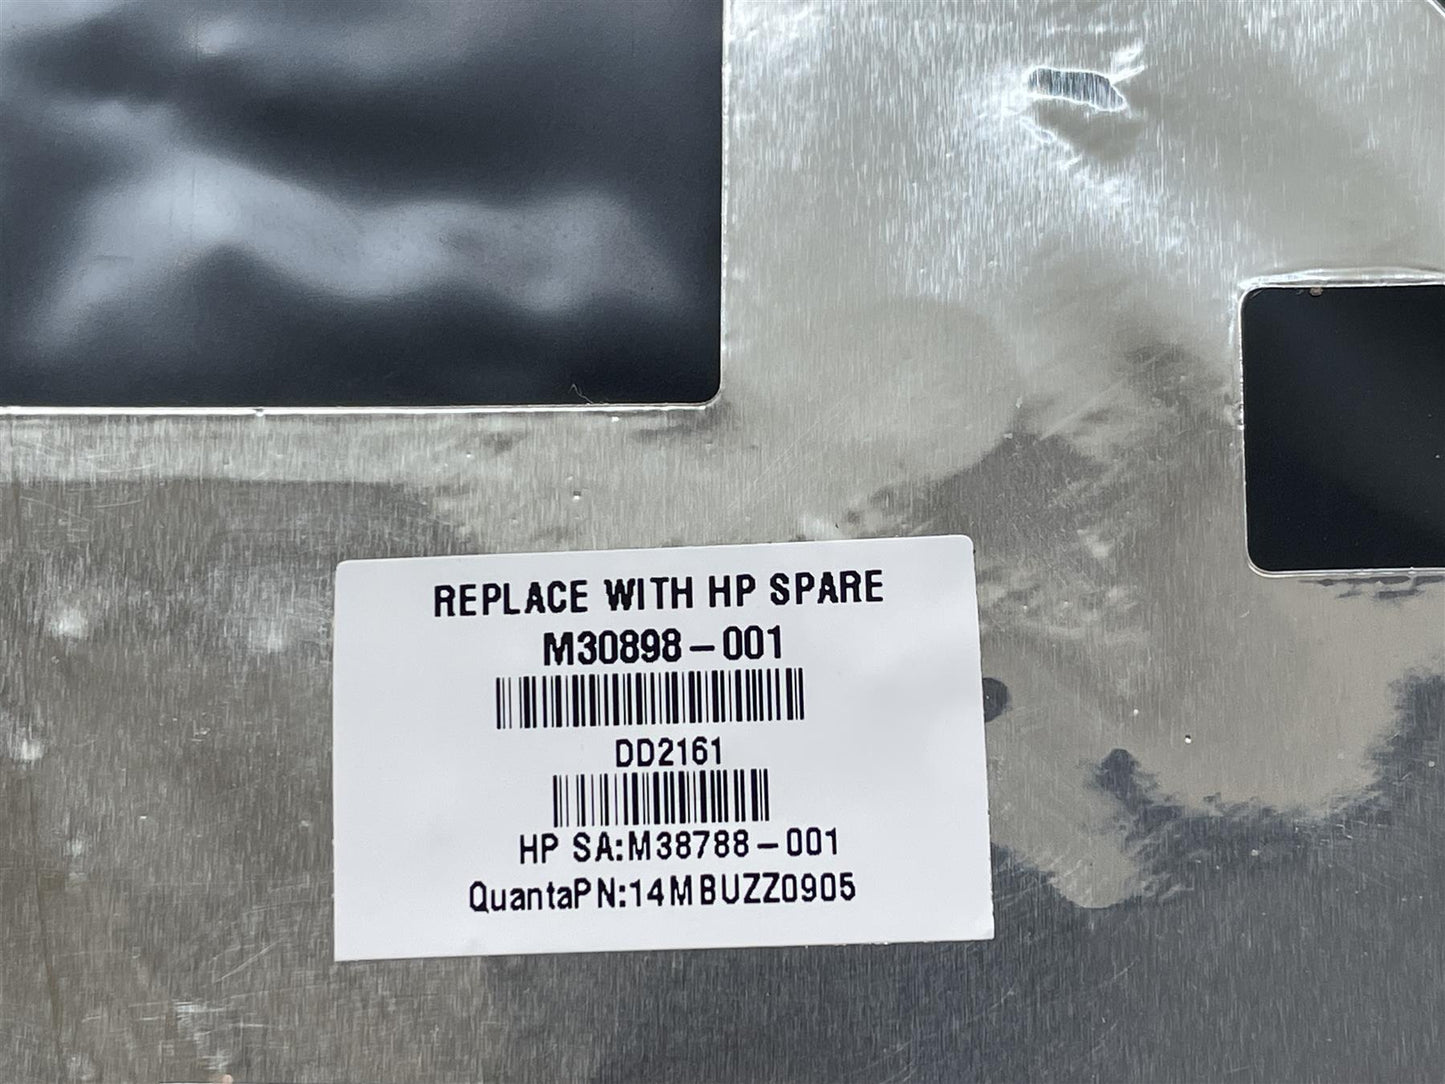 REPLACE WITH HP SPARE
M30898-001
DD2161
HP SA:M38788-001
QuantaPN:14MBUZZ0905